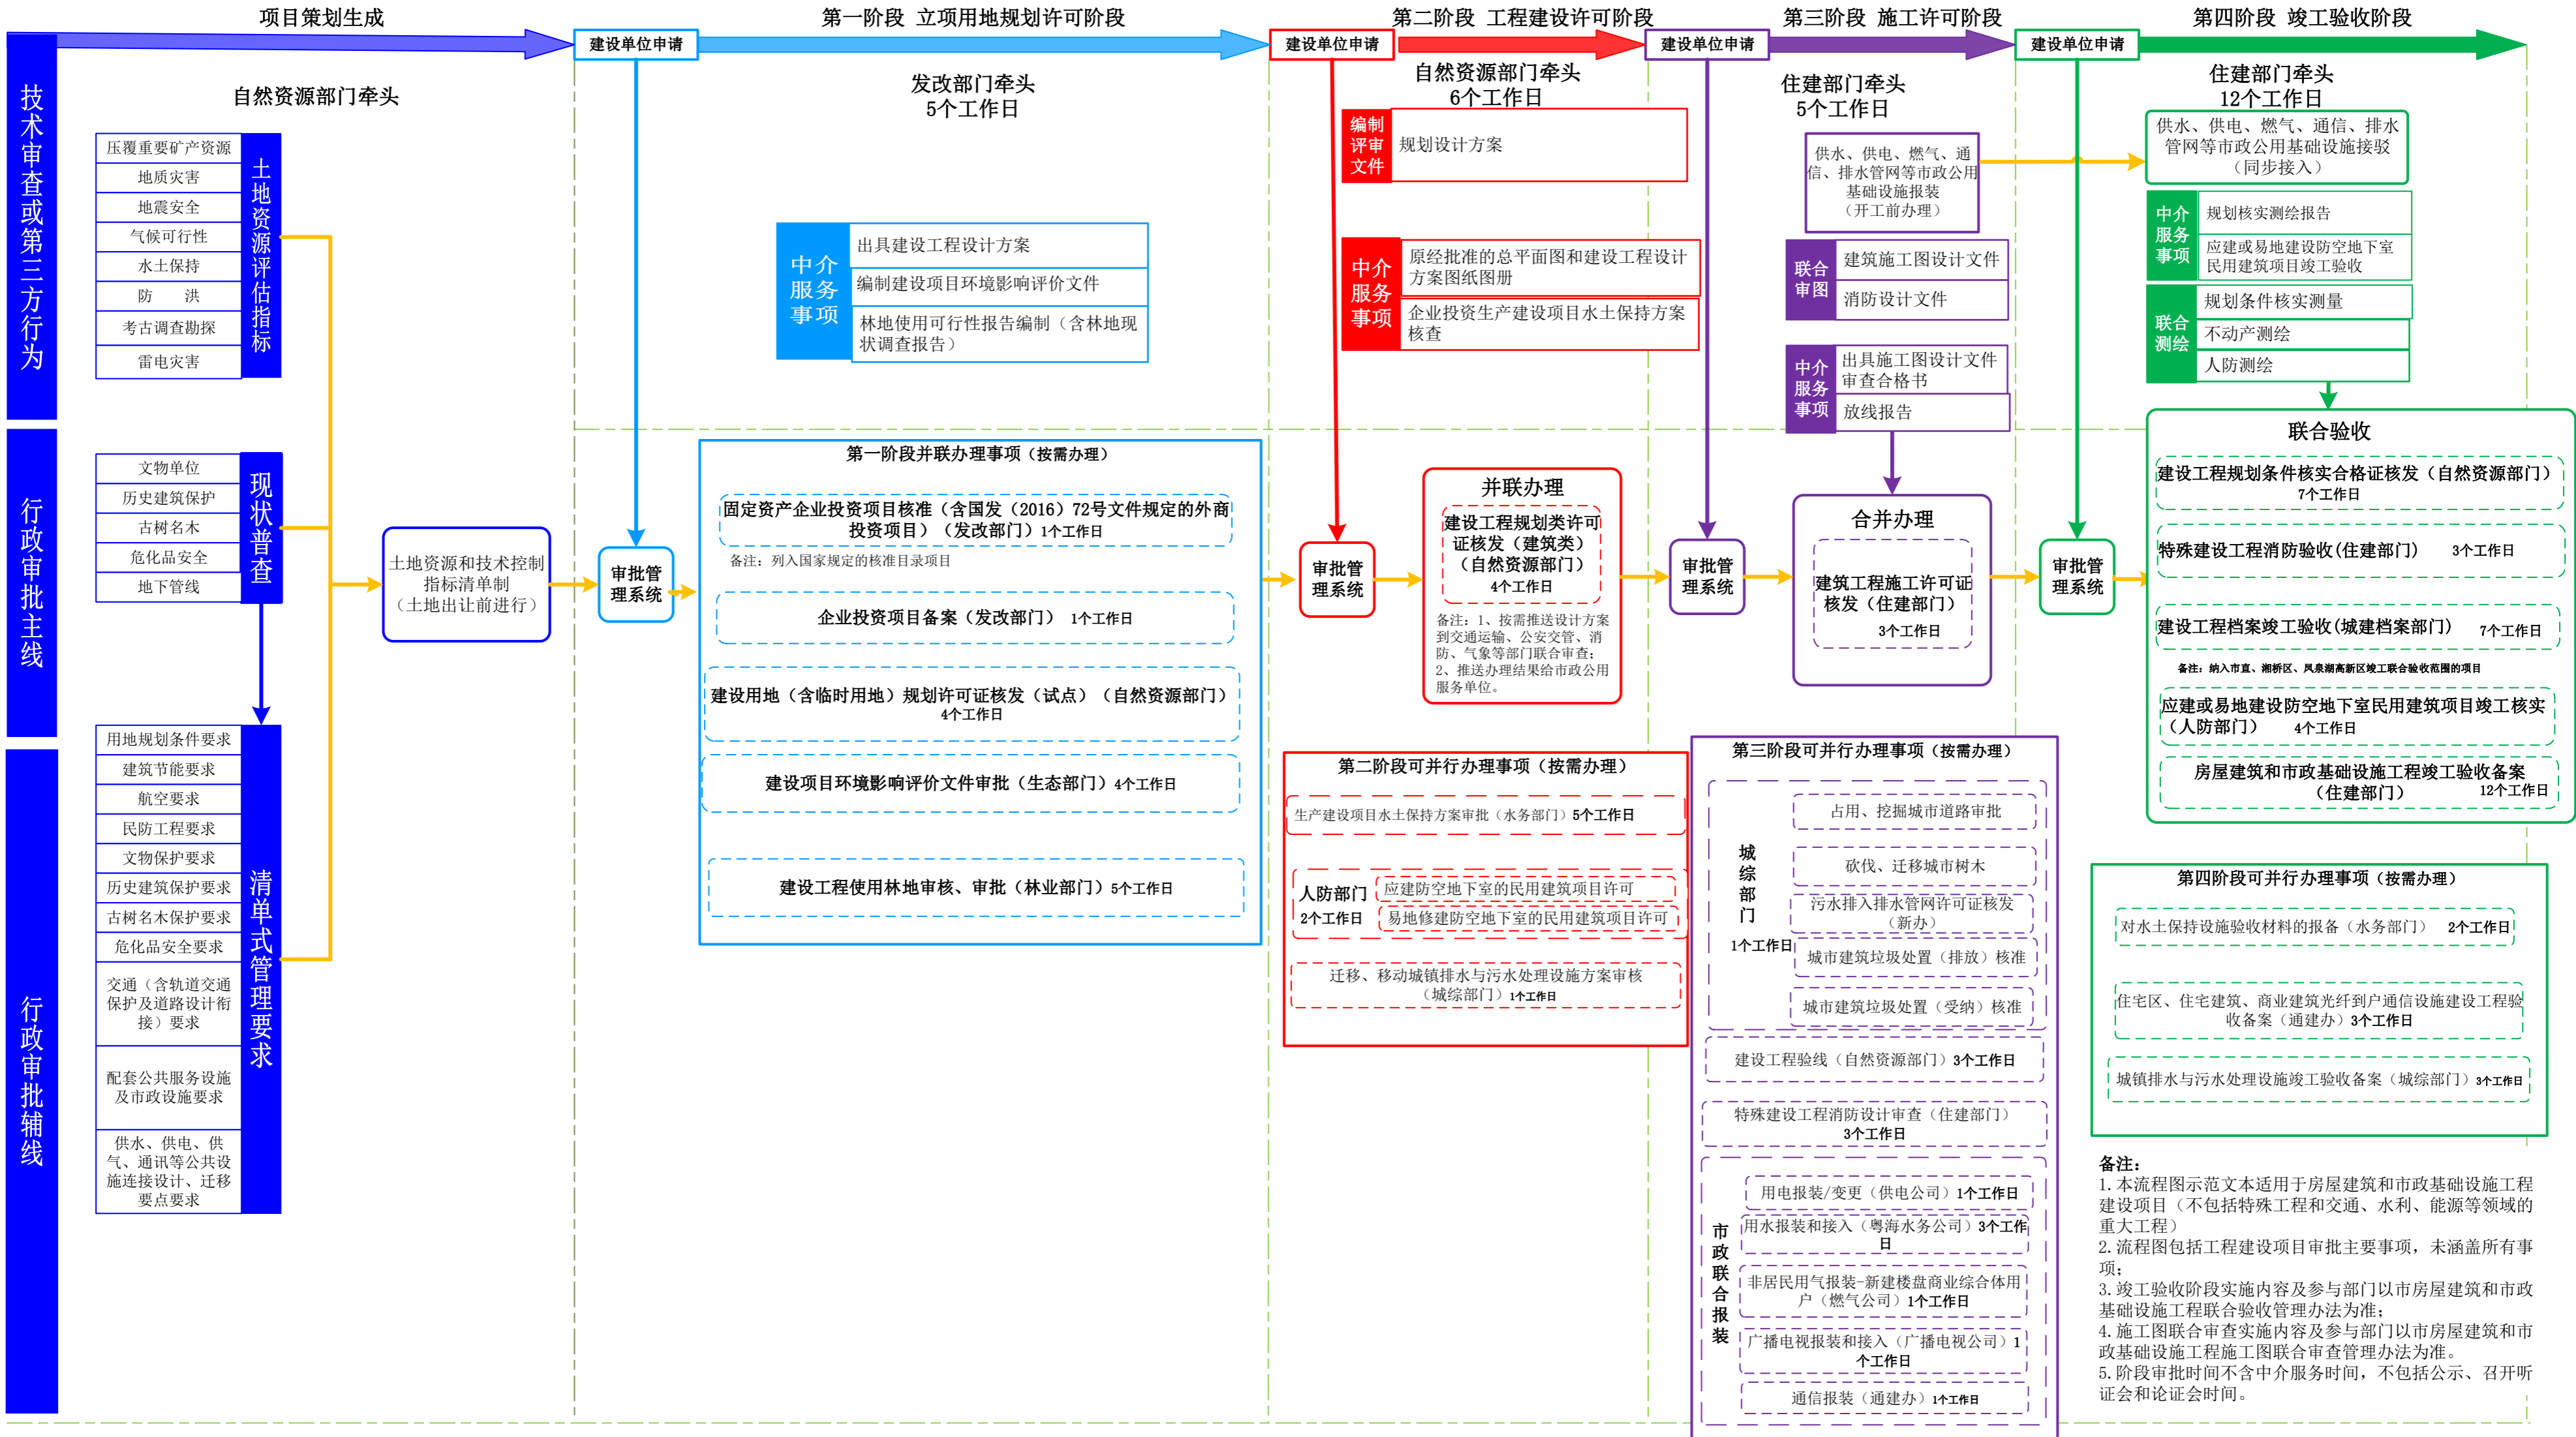 项目策划生成
第一阶段 立项用地规划许可阶段
第二阶段 工程建设许可阶段
第三阶段 施工许可阶段
第四阶段 竣工验收阶段
建设单位申请
建设单位申请
建设单位申请
建设单位申请
技术审查或第三方行为
行政审批主线
行政审批辅线
自然资源部门牵头
压覆重要矿产资源
地质灾害
地震安全
气候可行性
水土保持
防 洪
考古调查勘探
雷电灾害
土地资源评估指标
文物单位
历史建筑保护
古树名木
危化品安全
地下管线
现状普查
用地规划条件要求
建筑节能要求
航空要求
民防工程要求
文物保护要求
历史建筑保护要求
古树名木保护要求
危化品安全要求
交通（含轨道交通
保护及道路设计衔
接）要求
配套公共服务设施
及市政设施要求
供水、供电、供
气、通讯等公共设
施连接设计、迁移
要点要求
清单式管理要求
土地资源和技术控制
指标清单制
（土地出让前进行）
发改部门牵头
5个工作日
中介
服务
事项
出具建设工程设计方案
编制建设项目环境影响评价文件
林地使用可行性报告编制（含林地现
状调查报告）
审批管
理系统
第一阶段并联办理事项（按需办理）
固定资产企业投资项目核准（含国发（2016）72号文件规定的外商
投资项目）（发改部门）1个工作日
备注：列入国家规定的核准目录项目
企业投资项目备案（发改部门） 1个工作日
建设用地（含临时用地）规划许可证核发（试点）（自然资源部门）
4个工作日
建设项目环境影响评价文件审批（生态部门）4个工作日
建设工程使用林地审核、审批（林业部门）5个工作日
自然资源部门牵头
6个工作日
编制
评审
文件
规划设计方案
中介
服务
事项
原经批准的总平面图和建设工程设计
方案图纸图册
企业投资生产建设项目水土保持方案
核查
审批管
理系统
并联办理
建设工程规划类许可
证核发（建筑类）
（自然资源部门）
4个工作日
备注：1、按需推送设计方案
到交通运输、公安交管、消
防、气象等部门联合审查；
2、推送办理结果给市政公用
服务单位。
第二阶段可并行办理事项（按需办理）
生产建设项目水土保持方案审批（水务部门）5个工作日
人防部门
2个工作日
应建防空地下室的民用建筑项目许可
易地修建防空地下室的民用建筑项目许可
迁移、移动城镇排水与污水处理设施方案审核
（城综部门）1个工作日
住建部门牵头
5个工作日
供水、供电、燃气、通
信、排水管网等市政公用
基础设施报装
（开工前办理）
联合
审图
建筑施工图设计文件
消防设计文件
中介
服务
事项
出具施工图设计文件
审查合格书
放线报告
审批管
理系统
合并办理
建筑工程施工许可证
核发（住建部门）
3个工作日
第三阶段可并行办理事项（按需办理）
城综部门
1个工作日
占用、挖掘城市道路审批
砍伐、迁移城市树木
污水排入排水管网许可证核发
（新办）
城市建筑垃圾处置（排放）核准
城市建筑垃圾处置（受纳）核准
建设工程验线（自然资源部门）3个工作日
特殊建设工程消防设计审查（住建部门）
3个工作日
市政联合报装
用电报装/变更（供电公司）1个工作日
用水报装和接入（粤海水务公司）3个工作
日
非居民用气报装-新建楼盘商业综合体用
户（燃气公司）1个工作日
广播电视报装和接入（广播电视公司）1
个工作日
通信报装（通建办）1个工作日
住建部门牵头
12个工作日
供水、供电、燃气、通信、排水
管网等市政公用基础设施接驳
（同步接入）
中介
服务
事项
规划核实测绘报告
应建或易地建设防空地下室
民用建筑项目竣工验收
联合
测绘
规划条件核实测量
不动产测绘
人防测绘
审批管
理系统
联合验收
建设工程规划条件核实合格证核发（自然资源部门）
7个工作日
特殊建设工程消防验收(住建部门) 3个工作日
建设工程档案竣工验收(城建档案部门) 7个工作日
备注：纳入市直、湘桥区、凤泉湖高新区竣工联合验收范围的项目
应建或易地建设防空地下室民用建筑项目竣工核实
（人防部门） 4个工作日
房屋建筑和市政基础设施工程竣工验收备案
（住建部门） 12个工作日
第四阶段可并行办理事项（按需办理）
对水土保持设施验收材料的报备（水务部门） 2个工作日
住宅区、住宅建筑、商业建筑光纤到户通信设施建设工程验
收备案（通建办）3个工作日
城镇排水与污水处理设施竣工验收备案（城综部门）3个工作日
备注：
1.本流程图示范文本适用于房屋建筑和市政基础设施工程
建设项目（不包括特殊工程和交通、水利、能源等领域的
重大工程）
2.流程图包括工程建设项目审批主要事项，未涵盖所有事
项；
3.竣工验收阶段实施内容及参与部门以市房屋建筑和市政
基础设施工程联合验收管理办法为准；
4.施工图联合审查实施内容及参与部门以市房屋建筑和市
政基础设施工程施工图联合审查管理办法为准。
5.阶段审批时间不含中介服务时间，不包括公示、召开听
证会和论证会时间。